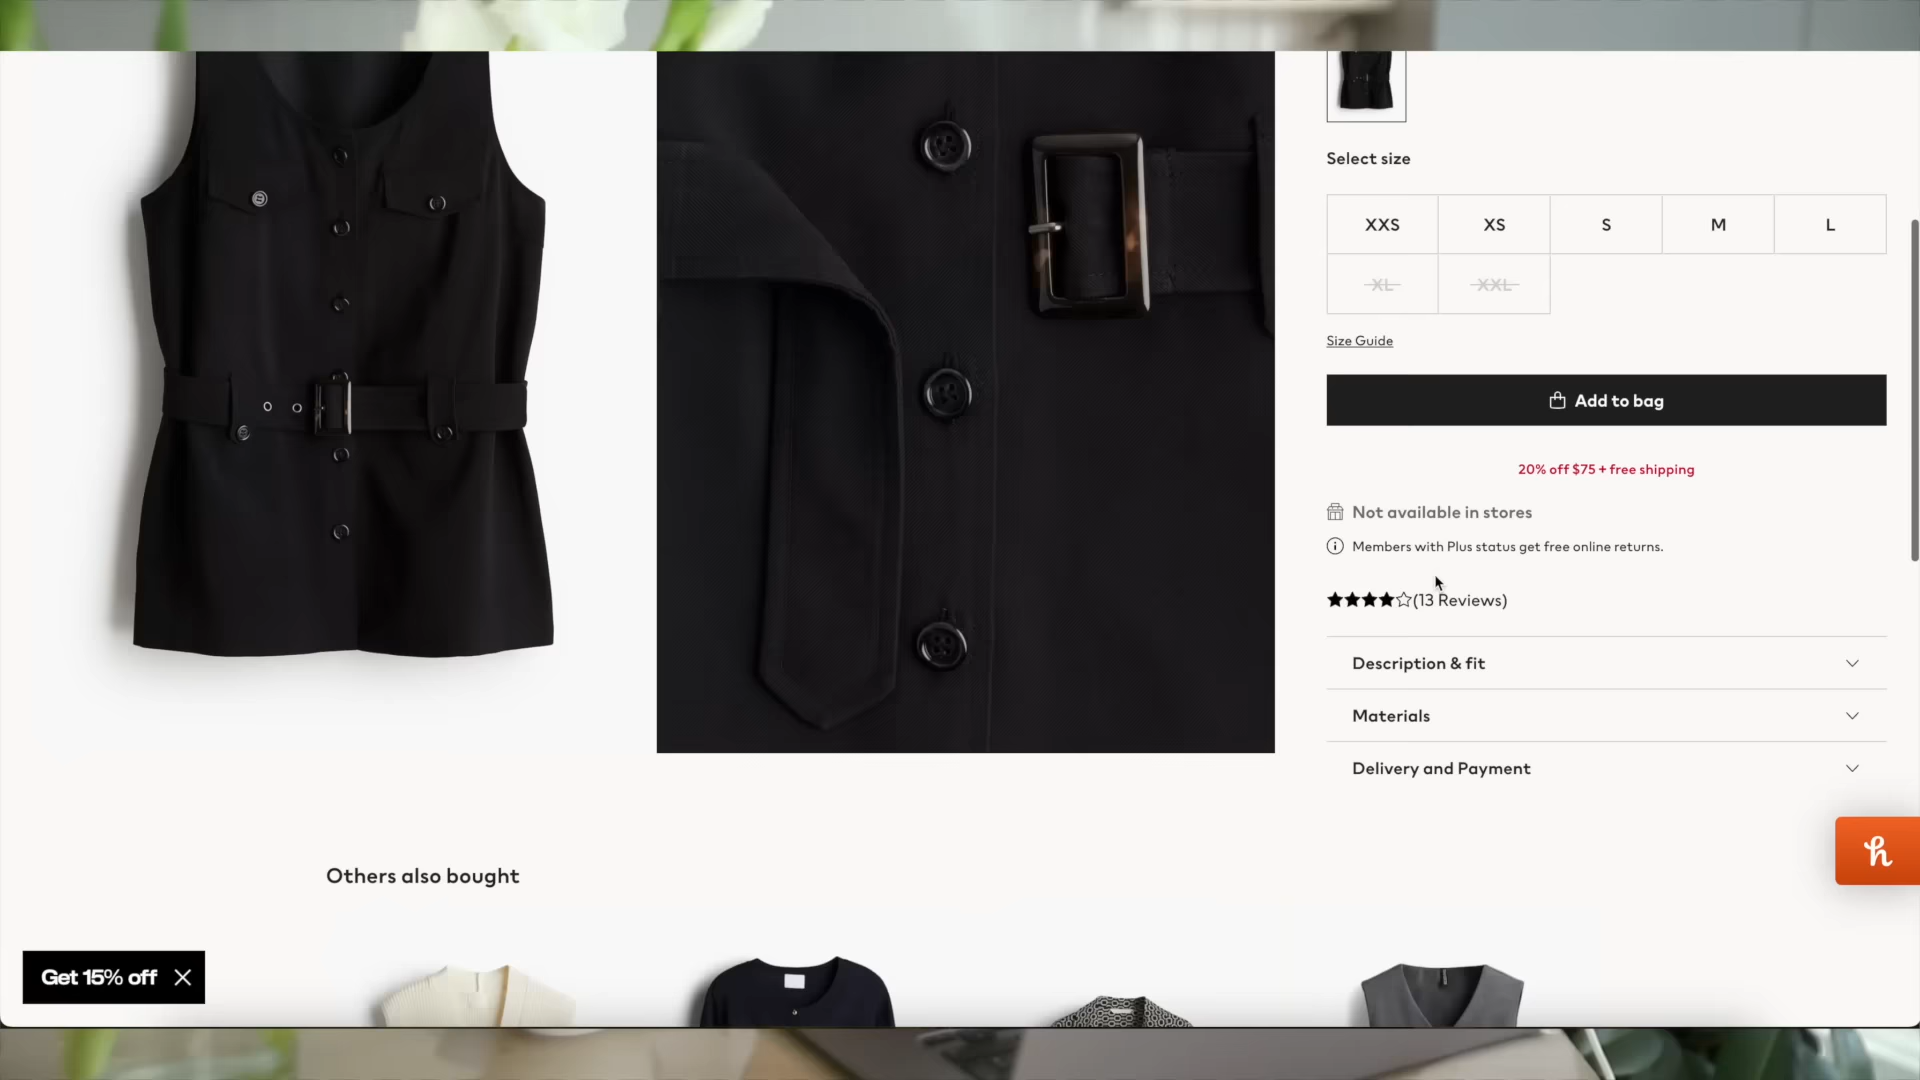 Select size
XXS XS S M L
XL XXL
Size Guide
Add to bag
20% off $75 + free shipping
Not available in stores
Members with Plus status get free online returns.
(13 Reviews)
Description & fit
Materials
Delivery and Payment
Others also bought
h
Get 15% off